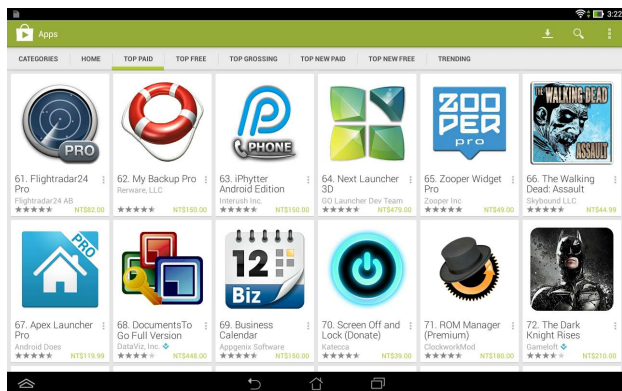 3:22
Apps
CATEGORIES HOME TOP PAID TOP FREE TOP GROSSING TOP NEW PAID TOP NEW FREE TRENDING
PRO
61. Flightradar24 Pro
Flightradar24 AB
NT$82.00
62. My Backup Pro
Rerware, LLC
NT$150.00
PHONE
63. iPhytter Android Edition
Interush Inc.
NT$150.00
64. Next Launcher 3D
GO Launcher Dev Team
NT$479.00
ZOO
PER
pro
65. Zooper Widget Pro
Zooper Inc
NT$49.00
THE WALKING DEAD
ASSAULT
66. The Walking Dead: Assault
Skybound LLC
NT$44.99
PRO
67. Apex Launcher Pro
Android Does
NT$119.99
68. DocumentsTo Go Full Version
DataViz, Inc.
NT$448.00
12
Biz
69. Business Calendar
Appgenix Software
NT$160.00
70. Screen Off and Lock (Donate)
Katecca
NT$39.00
71. ROM Manager (Premium)
ClockworkMod
NT$180.00
72. The Dark Knight Rises
Gameloft
NT$210.00